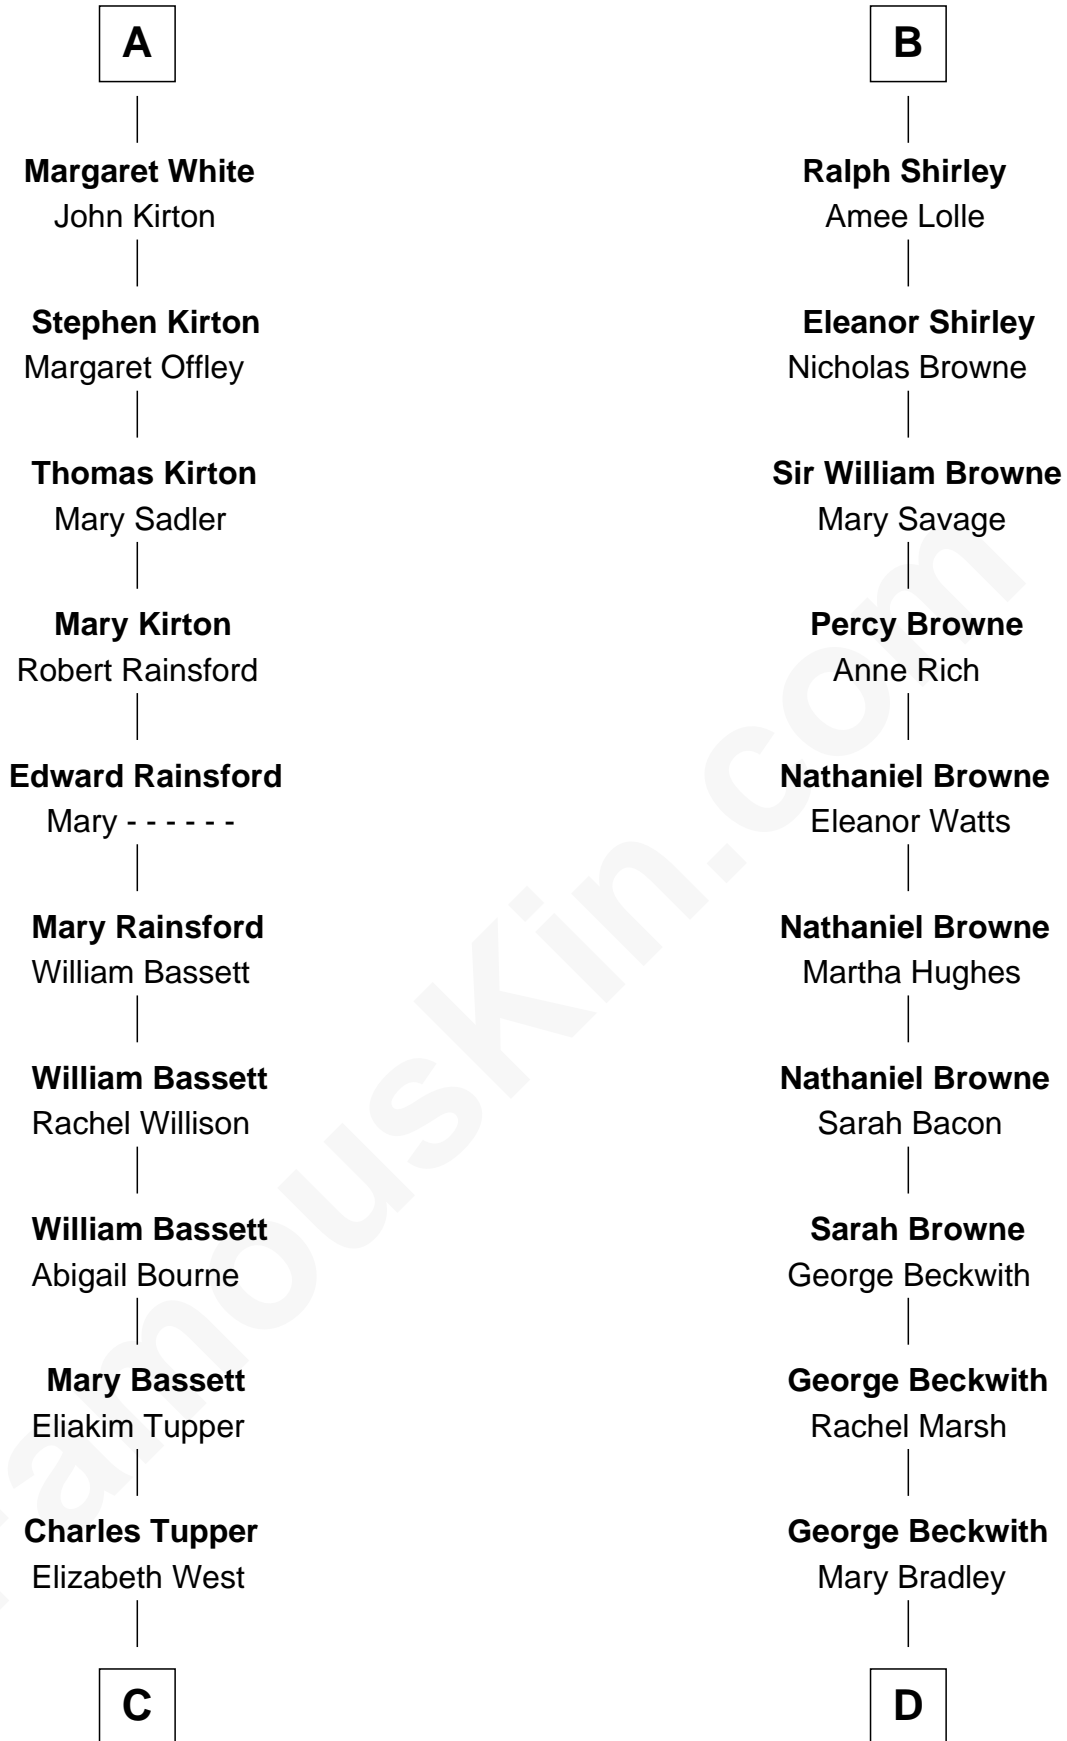 A
Margaret White
John Kirton
Stephen Kirton
Margaret Offley
Thomas Kirton
Mary Sadler
Mary Kirton
Robert Rainsford
Edward Rainsford
Mary - - - - - -
Mary Rainsford
William Bassett
William Bassett
Rachel Willison
William Bassett
Abigail Bourne
Mary Bassett
Eliakim Tupper
Charles Tupper
Elizabeth West
C
B
Ralph Shirley
Amee Lolle
Eleanor Shirley
Nicholas Browne
Sir William Browne
Mary Savage
Percy Browne
Anne Rich
Nathaniel Browne
Eleanor Watts
Nathaniel Browne
Martha Hughes
Nathaniel Browne
Sarah Bacon
Sarah Browne
George Beckwith
George Beckwith
Rachel Marsh
George Beckwith
Mary Bradley
D
FamousKin.com